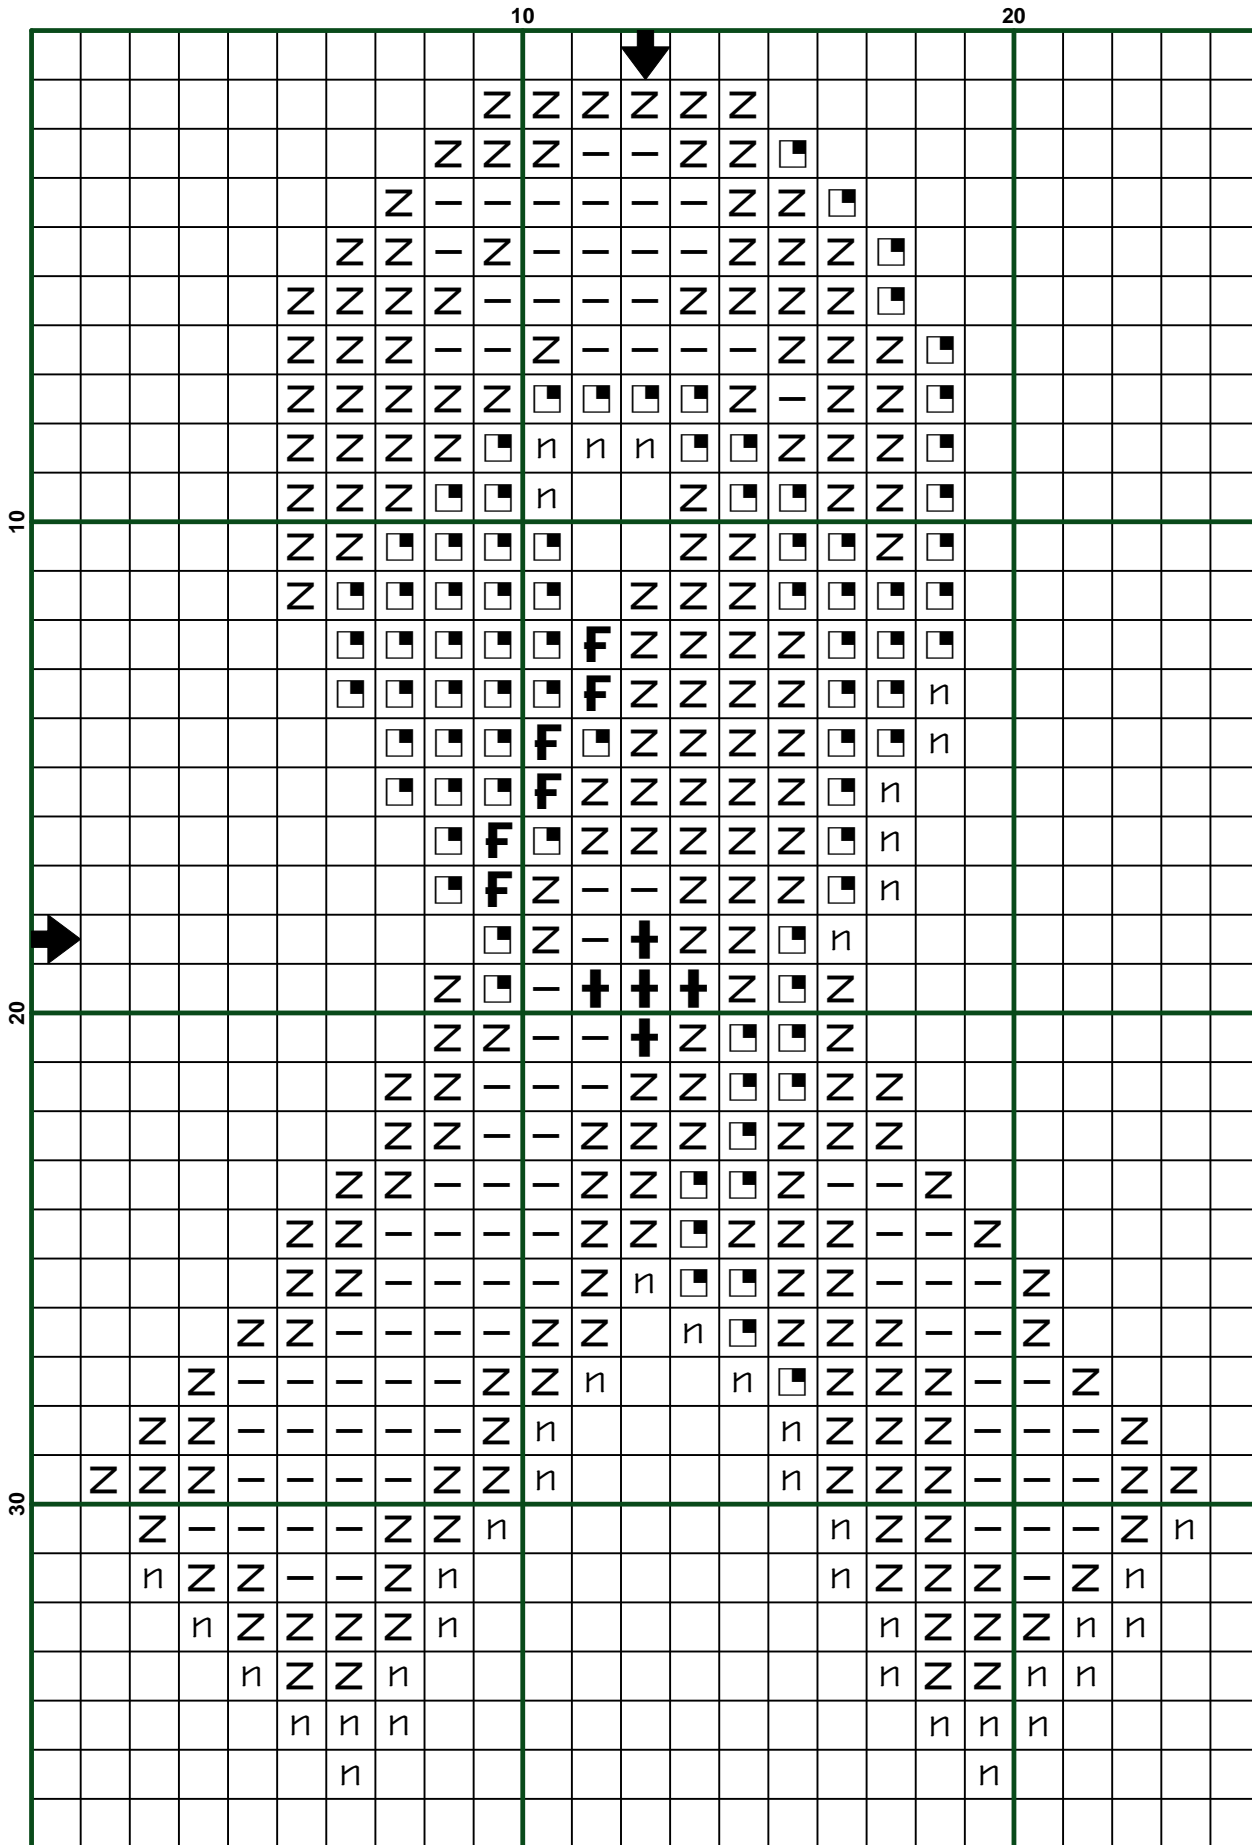 10 20
Z Z Z Z Z Z
Z Z Z − − Z Z
Z − − − − − − Z Z
Z Z − Z − − − − Z Z Z
Z Z Z Z − − − − Z Z Z Z
Z Z Z − − Z − − − − Z Z Z
Z Z Z Z Z Z − Z Z
Z Z Z Z n n n Z Z Z
10
Z Z Z n Z Z Z
Z Z Z Z Z
Z Z Z Z
F Z Z Z Z
F Z Z Z Z n
F Z Z Z Z n
F Z Z Z Z Z n
F Z Z Z Z Z n
F Z − − Z Z Z n
Z − + Z Z n
20
Z − + + + Z Z
Z Z − − + Z Z
Z Z − − − Z Z Z Z
Z Z − − Z Z Z Z Z Z
Z Z − − − Z Z Z − − Z
Z Z − − − − Z Z Z Z Z − − Z
Z Z − − − − Z n Z Z − − − Z
Z Z − − − − Z Z n Z Z Z − − Z
Z − − − − − Z Z n n Z Z Z − − Z
Z Z − − − − − Z n n Z Z Z − − − Z
30
Z Z Z − − − − Z Z n n Z Z Z − − − Z Z
Z − − − − Z Z n n Z Z − − − Z n
n Z Z − − Z n n Z Z Z − Z n
n Z Z Z Z n n Z Z Z n n
n Z Z n n Z Z n n
n n n n n n
n n